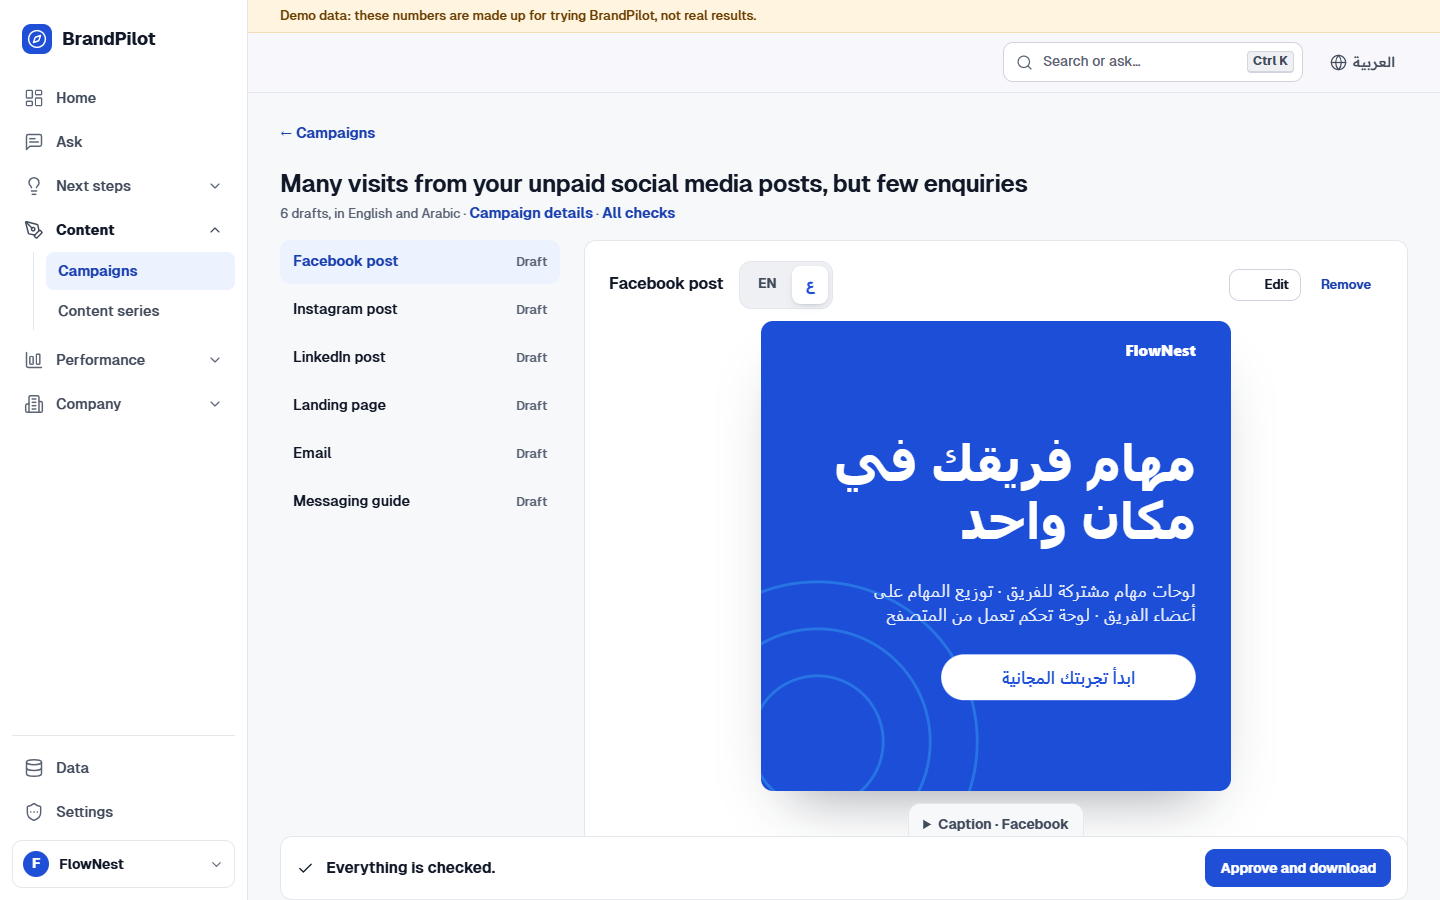 Demo data: these numbers are made up for trying BrandPilot, not real results.
BrandPilot
Search or ask...
Ctrl K
العربية
Home
Ask
Next steps
Content
Campaigns
Content series
Performance
Company
Data
Settings
F FlowNest
← Campaigns
Many visits from your unpaid social media posts, but few enquiries
6 drafts, in English and Arabic · Campaign details · All checks
Facebook post Draft
Instagram post Draft
LinkedIn post Draft
Landing page Draft
Email Draft
Messaging guide Draft
Facebook post EN ع Edit Remove
FlowNest
مهام فريقك في
مكان واحد
لوحات مهام مشتركة للفريق · توزيع المهام على
أعضاء الفريق · لوحة تحكم تعمل من المتصفح
ابدأ تجربتك المجانية
Caption · Facebook
Everything is checked. Approve and download